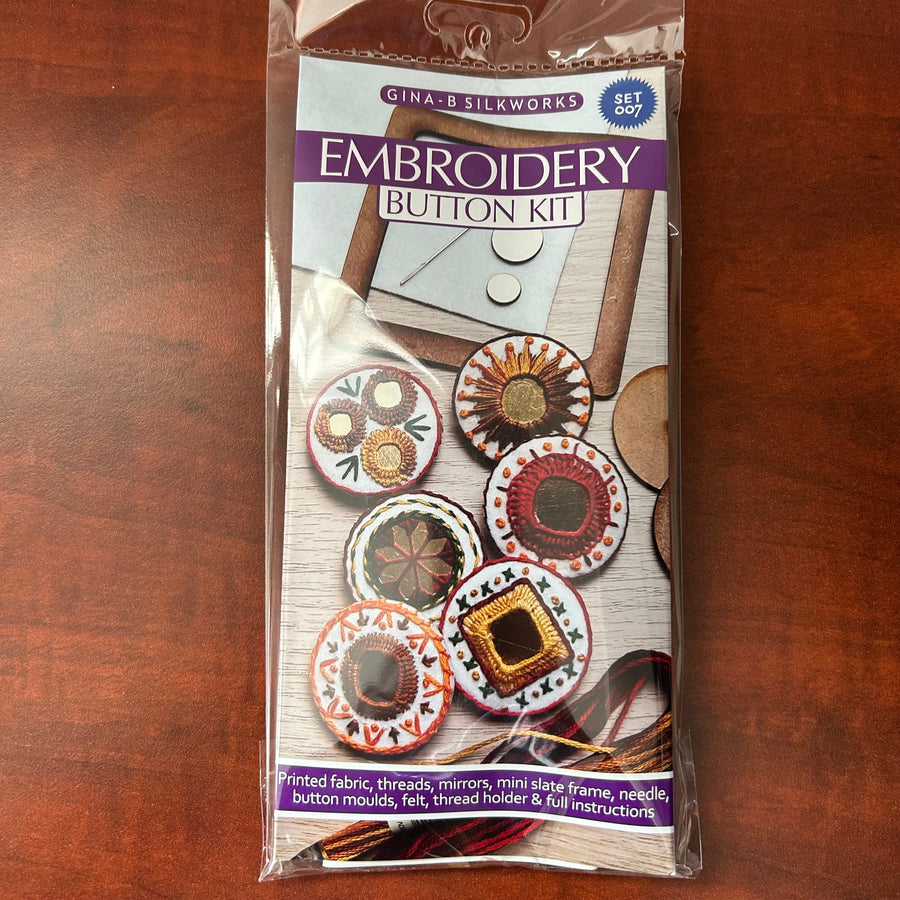 GINA-B SILKWORKS
SET
007
EMBROIDERY
BUTTON KIT
Printed fabric, threads, mirrors, mini slate frame, needle,
button moulds, felt, thread holder & full instructions